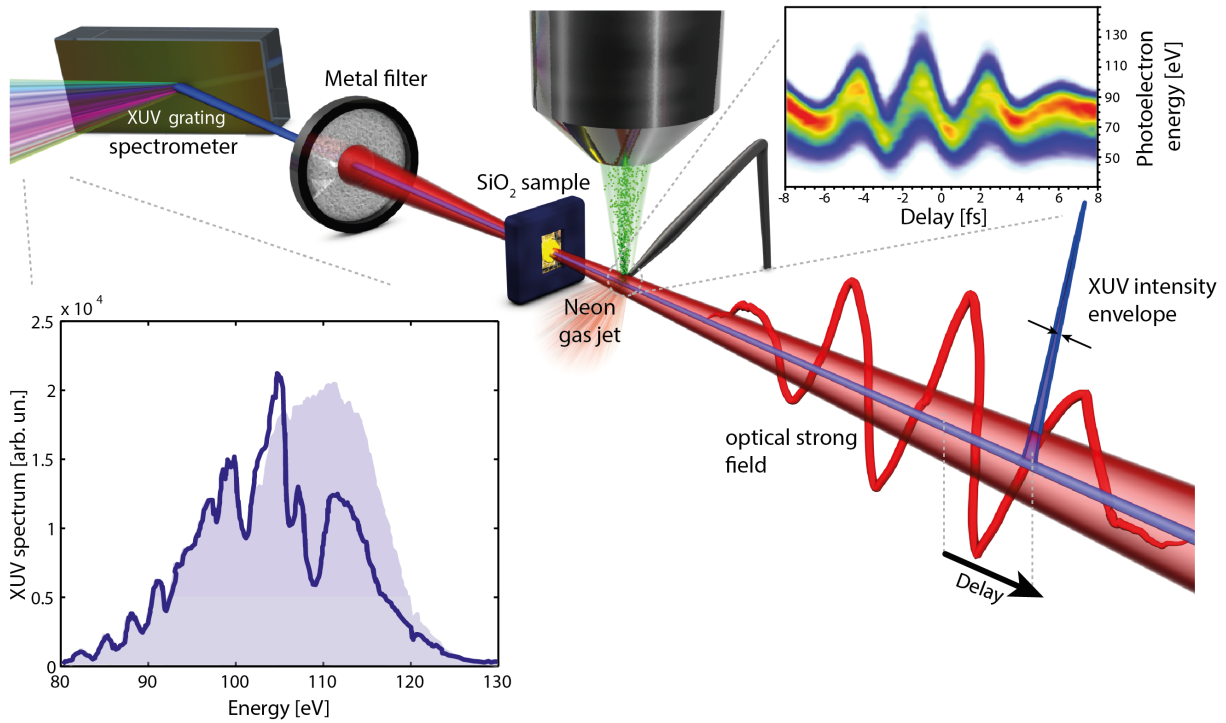 Metal filter
XUV grating
spectrometer
SiO₂ sample
Neon
gas jet
130
110
90
70
50
Photoelectron
energy [eV]
-8 -6 -4 -2 0 2 4 6 8
Delay [fs]
XUV intensity
envelope
optical strong
field
Delay
x 10⁴
2.5
2
1.5
1
0.5
0
XUV spectrum [arb. un.]
80 90 100 110 120 130
Energy [eV]